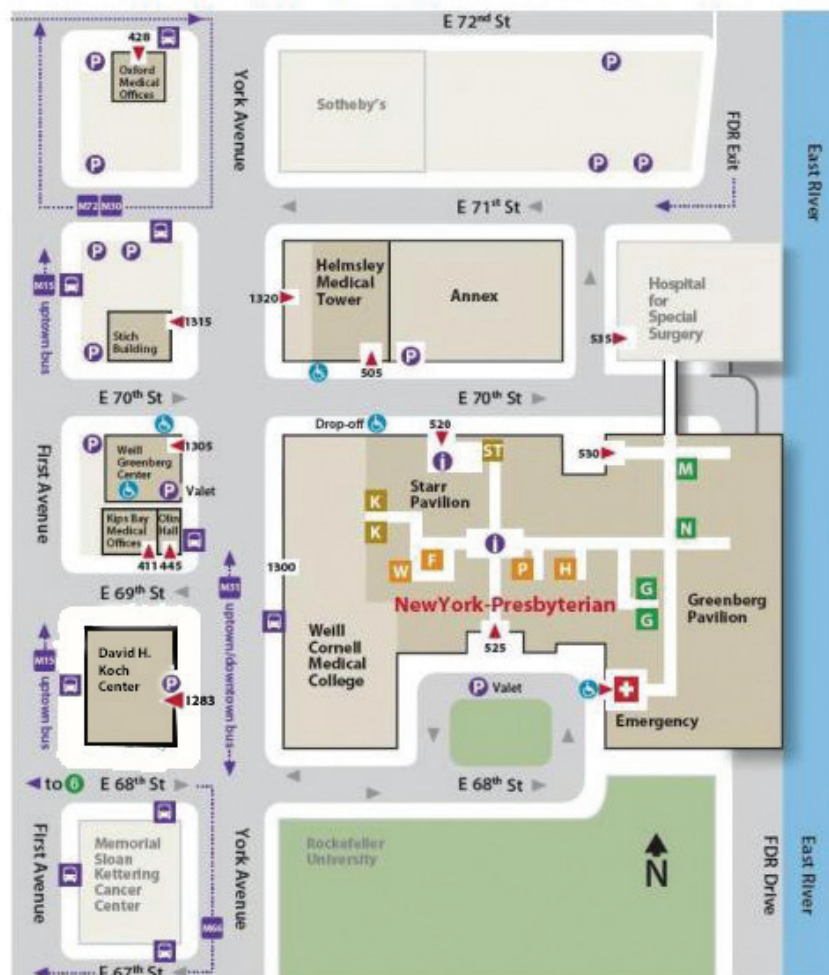 E 72nd St
428
Oxford
Medical
Offices
P
P
York Avenue
Sotheby's
P
P
P
FDR Exit
East River
M72 M30
E 71st St
M15
uptown bus
P
P
P
Stich
Building
1315
1320
Helmsley
Medical
Tower
Annex
505
P
Hospital
for
Special
Surgery
535
E 70th St
E 70th St
First Avenue
P
1305
Weill
Greenberg
Center
P
Valet
Kips Bay
Medical
Offices
Olin
Hall
411
445
Drop-off
520
i
ST
Starr
Pavilion
530
M
N
K
K
W
F
i
P
H
G
G
1300
NewYork-Presbyterian
Greenberg
Pavilion
525
Weill
Cornell
Medical
College
E 69th St
M31
uptown/downtown bus
M15
uptown bus
David H.
Koch
Center
P
1283
P
Valet
Emergency
to 6
E 68th St
E 68th St
First Avenue
Memorial
Sloan
Kettering
Cancer
Center
York Avenue
M66
Rockefeller
University
N
FDR Drive
East River
E 67th St